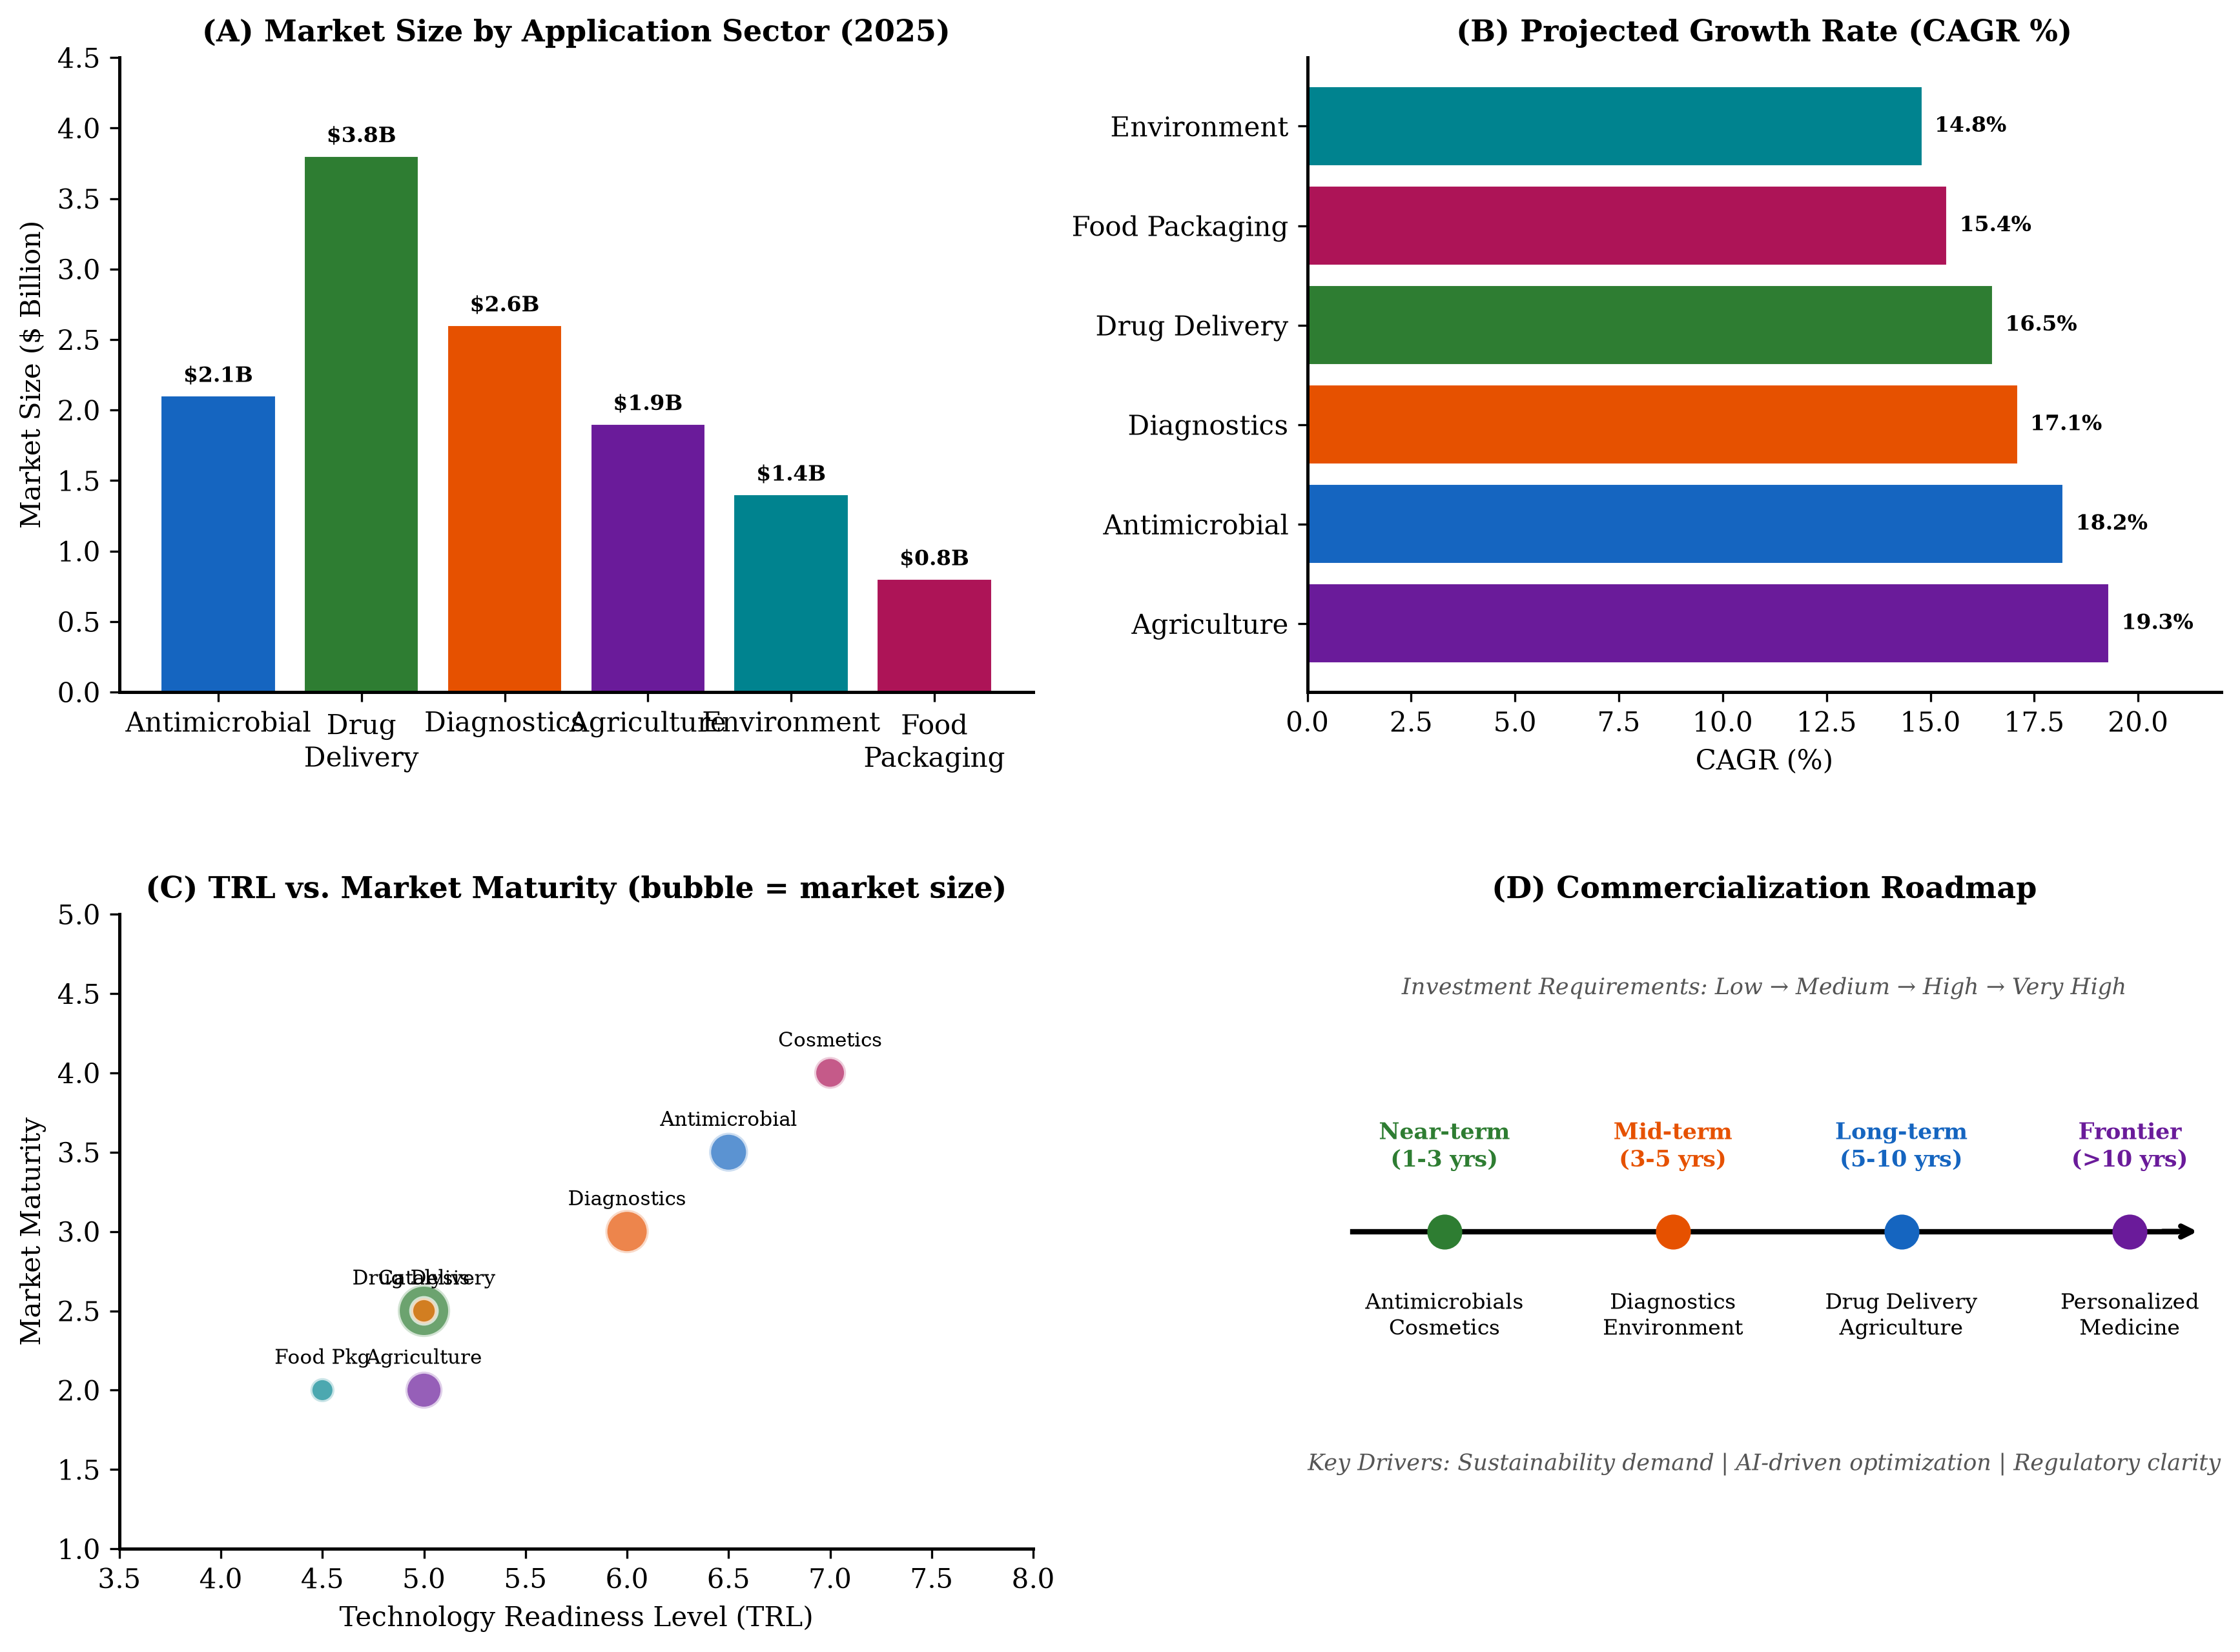 (A) Market Size by Application Sector (2025)
Market Size ($ Billion)
4.5
4.0
3.5
3.0
2.5
2.0
1.5
1.0
0.5
0.0
$2.1B
$3.8B
$2.6B
$1.9B
$1.4B
$0.8B
Antimicrobial
Drug
Delivery
Diagnostics
Agriculture
Environment
Food
Packaging
(B) Projected Growth Rate (CAGR %)
Environment
14.8%
Food Packaging
15.4%
Drug Delivery
16.5%
Diagnostics
17.1%
Antimicrobial
18.2%
Agriculture
19.3%
0.0 2.5 5.0 7.5 10.0 12.5 15.0 17.5 20.0
CAGR (%)
(C) TRL vs. Market Maturity (bubble = market size)
Market Maturity
5.0
4.5
4.0
3.5
3.0
2.5
2.0
1.5
1.0
Cosmetics
Antimicrobial
Diagnostics
Drug Delivery
Catalysis
Food Pkg
Agriculture
3.5 4.0 4.5 5.0 5.5 6.0 6.5 7.0 7.5 8.0
Technology Readiness Level (TRL)
(D) Commercialization Roadmap
Investment Requirements: Low → Medium → High → Very High
Near-term
(1-3 yrs)
Mid-term
(3-5 yrs)
Long-term
(5-10 yrs)
Frontier
(>10 yrs)
Antimicrobials
Cosmetics
Diagnostics
Environment
Drug Delivery
Agriculture
Personalized
Medicine
Key Drivers: Sustainability demand | AI-driven optimization | Regulatory clarity